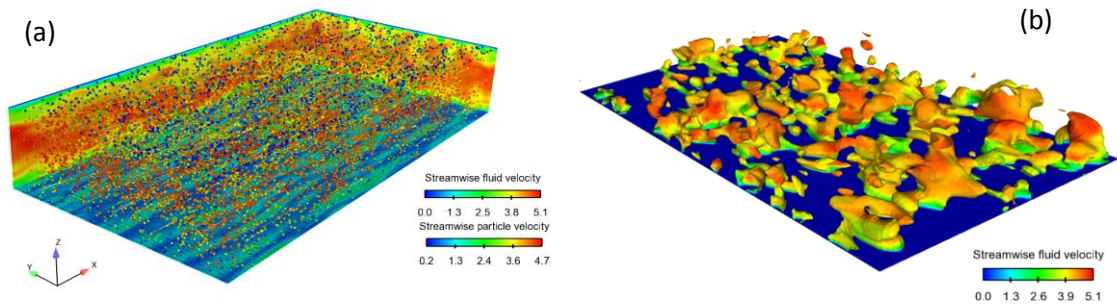 (a)
Streamwise fluid velocity
0.0 1.3 2.5 3.8 5.1
Streamwise particle velocity
0.2 1.3 2.4 3.6 4.7
Z
Y
X
(b)
Streamwise fluid velocity
0.0 1.3 2.6 3.9 5.1